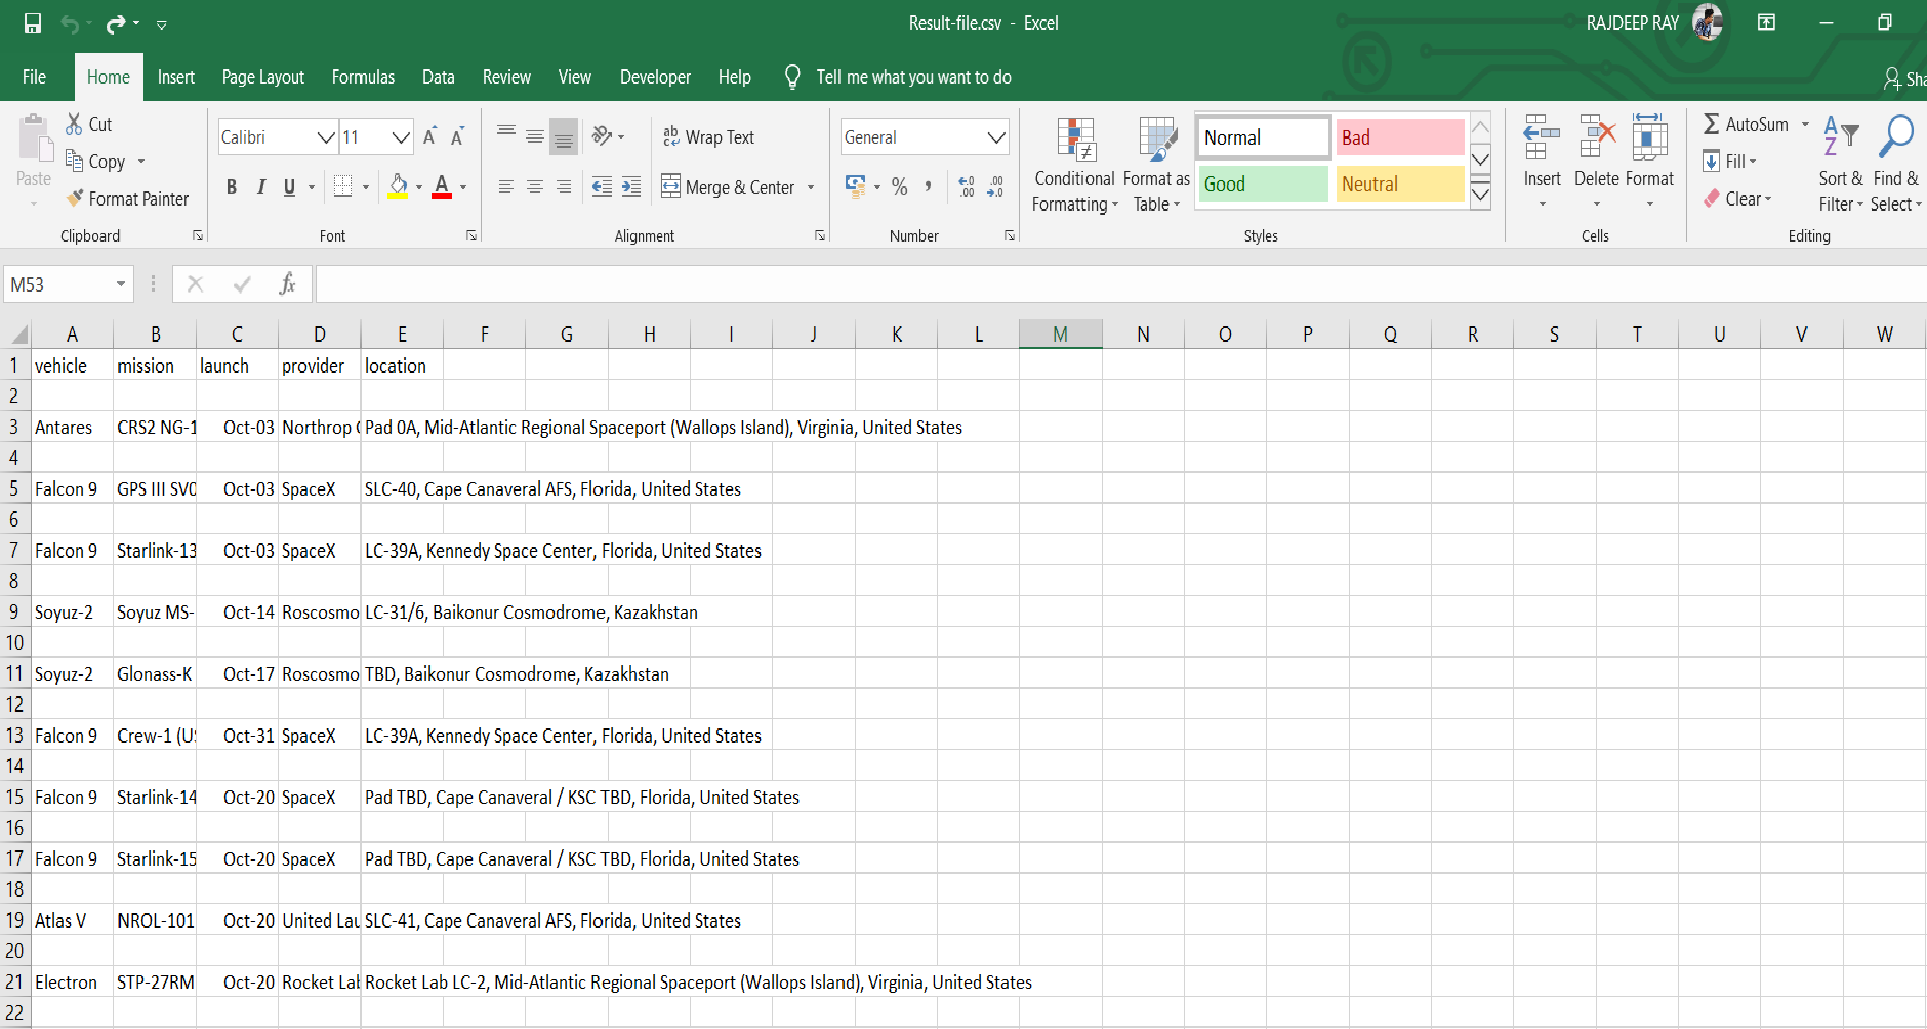 Result-file.csv - Excel
RAJDEEP RAY
File Home Insert Page Layout Formulas Data Review View Developer Help Tell me what you want to do Sha
Paste
Cut
Copy
Format Painter
Clipboard
Calibri 11 A A
B I U A
Font
ab Wrap Text
Merge & Center
Alignment
General
% , .0 .00 .00 .0
Number
Conditional Formatting
Format as Table
Normal Bad
Good Neutral
Styles
Insert Delete Format
Cells
Σ AutoSum
Fill
Clear
A Z
Sort & Filter
Find & Select
Editing
M53 fx
A B C D E F G H I J K L M N O P Q R S T U V W
1 vehicle mission launch provider location
2
3 Antares CRS2 NG-1 Oct-03 Northrop Pad 0A, Mid-Atlantic Regional Spaceport (Wallops Island), Virginia, United States
4
5 Falcon 9 GPS III SV0 Oct-03 SpaceX SLC-40, Cape Canaveral AFS, Florida, United States
6
7 Falcon 9 Starlink-13 Oct-03 SpaceX LC-39A, Kennedy Space Center, Florida, United States
8
9 Soyuz-2 Soyuz MS- Oct-14 Roscosmo LC-31/6, Baikonur Cosmodrome, Kazakhstan
10
11 Soyuz-2 Glonass-K Oct-17 Roscosmo TBD, Baikonur Cosmodrome, Kazakhstan
12
13 Falcon 9 Crew-1 (U Oct-31 SpaceX LC-39A, Kennedy Space Center, Florida, United States
14
15 Falcon 9 Starlink-14 Oct-20 SpaceX Pad TBD, Cape Canaveral / KSC TBD, Florida, United States
16
17 Falcon 9 Starlink-15 Oct-20 SpaceX Pad TBD, Cape Canaveral / KSC TBD, Florida, United States
18
19 Atlas V NROL-101 Oct-20 United Lau SLC-41, Cape Canaveral AFS, Florida, United States
20
21 Electron STP-27RM Oct-20 Rocket Lab Rocket Lab LC-2, Mid-Atlantic Regional Spaceport (Wallops Island), Virginia, United States
22